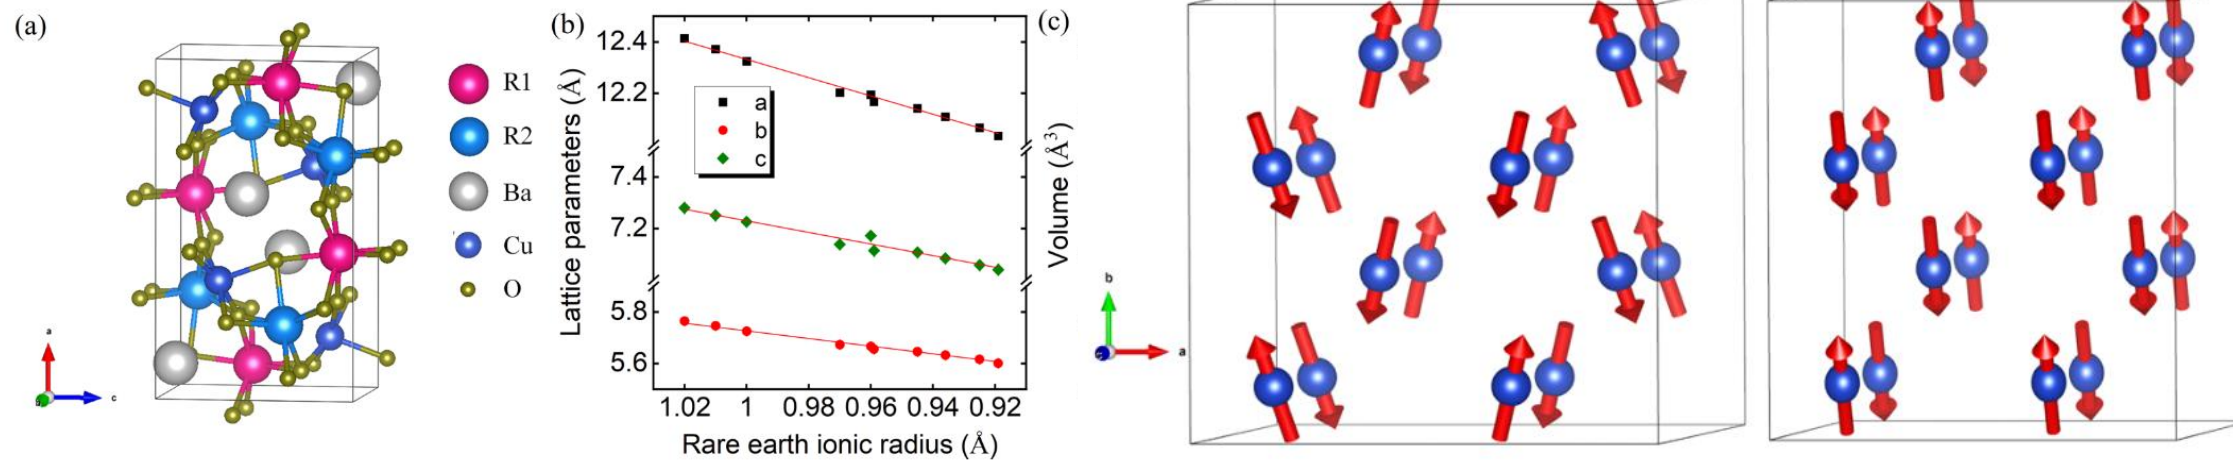 (a)
R1
R2
Ba
Cu
O
a
c
(b)
Lattice parameters (Å)
12.4
12.2
7.4
7.2
5.8
5.6
a
b
c
1.02 1 0.98 0.96 0.94 0.92
Rare earth ionic radius (Å)
Volume (Å³)
(c)
b
a